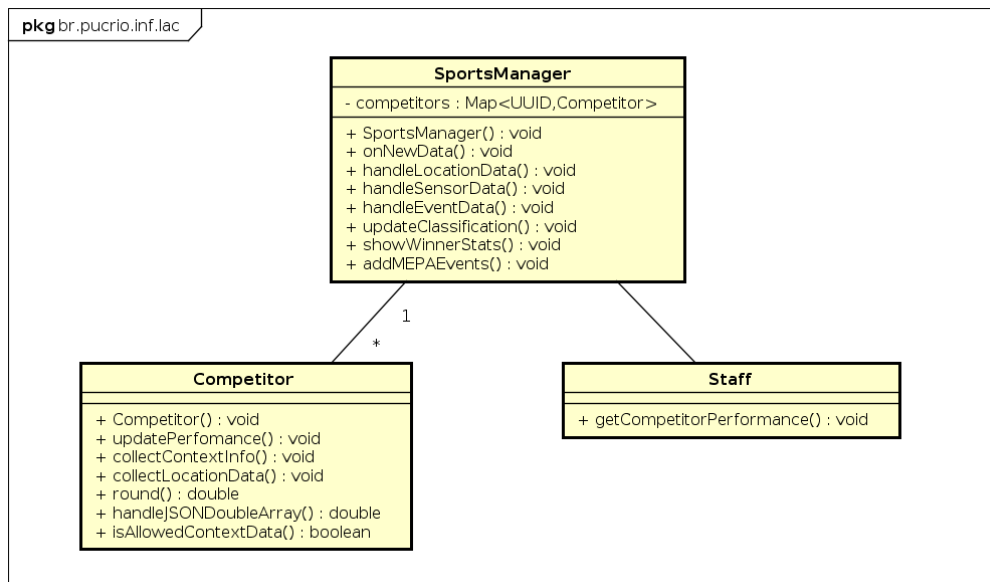 pkg br.pucrio.inf.lac
SportsManager
- competitors : Map<UUID,Competitor>
+ SportsManager() : void
+ onNewData() : void
+ handleLocationData() : void
+ handleSensorData() : void
+ handleEventData() : void
+ updateClassification() : void
+ showWinnerStats() : void
+ addMEPAEvents() : void
1
*
Competitor
+ Competitor() : void
+ updatePerfomance() : void
+ collectContextInfo() : void
+ collectLocationData() : void
+ round() : double
+ handleJSONDoubleArray() : double
+ isAllowedContextData() : boolean
Staff
+ getCompetitorPerformance() : void